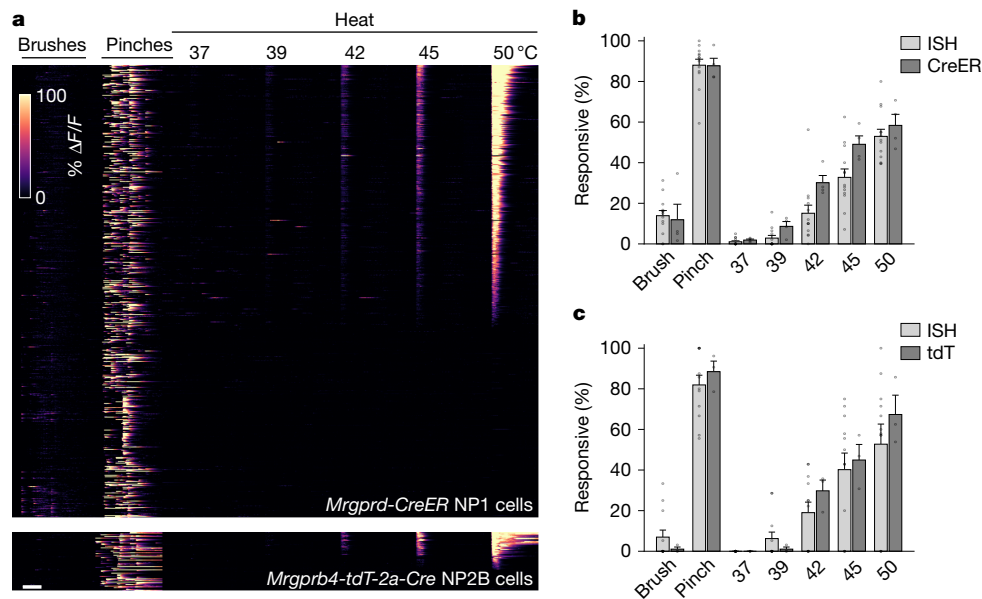 a
Heat
Brushes Pinches 37 39 42 45 50 °C
100
0
% ΔF/F
Mrgprd-CreER NP1 cells
Mrgprb4-tdT-2a-Cre NP2B cells
b
ISH
CreER
Responsive (%)
100
80
60
40
20
0
Brush Pinch 37 39 42 45 50
c
ISH
tdT
Responsive (%)
100
80
60
40
20
0
Brush Pinch 37 39 42 45 50